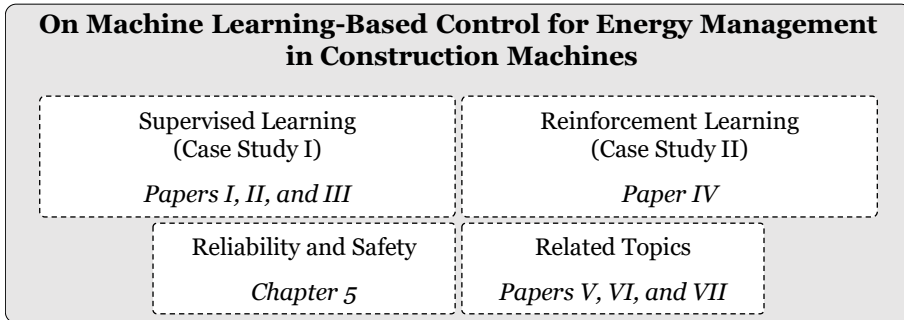 On Machine Learning-Based Control for Energy Management
in Construction Machines
Supervised Learning
(Case Study I)
Papers I, II, and III
Reinforcement Learning
(Case Study II)
Paper IV
Reliability and Safety
Chapter 5
Related Topics
Papers V, VI, and VII